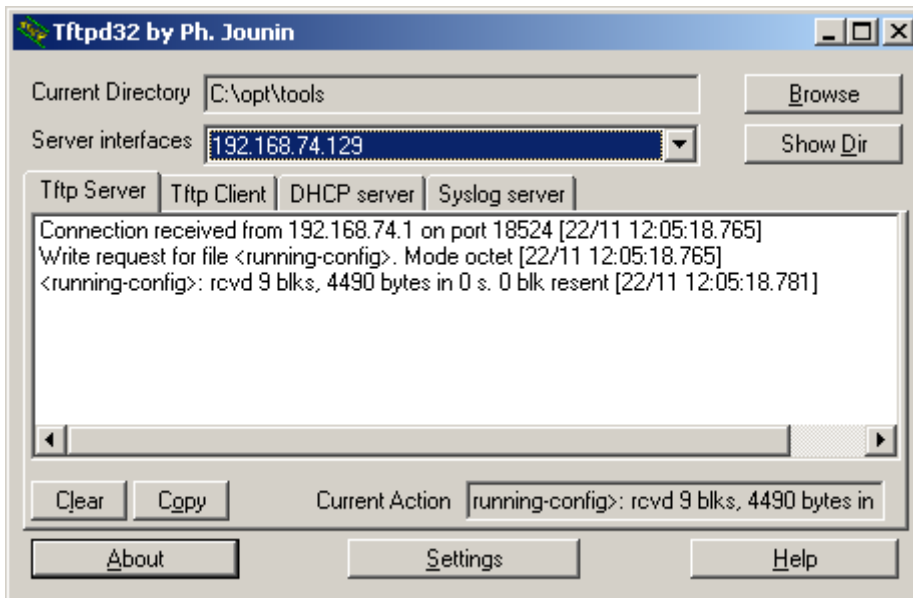 Tftpd32 by Ph. Jounin
Current Directory C:\opt\tools Browse
Server interfaces 192.168.74.129 Show Dir
Tftp Server Tftp Client DHCP server Syslog server
Connection received from 192.168.74.1 on port 18524 [22/11 12:05:18.765]
Write request for file <running-config>. Mode octet [22/11 12:05:18.765]
<running-config>: rcvd 9 blks, 4490 bytes in 0 s. 0 blk resent [22/11 12:05:18.781]
Clear Copy Current Action running-config>: rcvd 9 blks, 4490 bytes in
About Settings Help